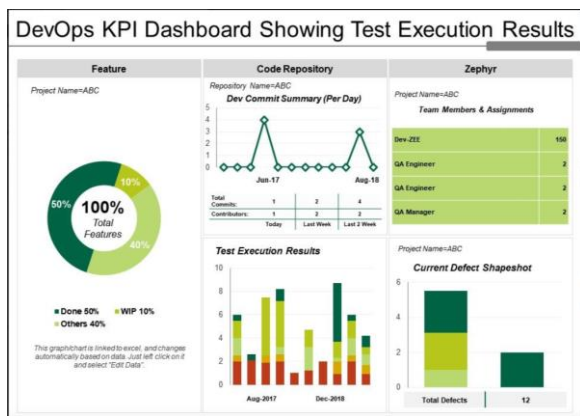 DevOps KPI Dashboard Showing Test Execution Results
Feature
Project Name=ABC
50%
10%
40%
100%
Total
Features
Done 50%
WIP 10%
Others 40%
This graph/chart is linked to excel, and changes
automatically based on data. Just left click on it
and select "Edit Data".
Code Repository
Repository Name=ABC
Dev Commit Summary (Per Day)
5
4
3
2
1
0
Jun-17
Aug-18
Total
Commits:
1
2
4
Contributors:
1
2
2
Today
Last Week
Last 2 Week
Test Execution Results
10
8
6
4
2
0
Aug-2017
Dec-2018
Zephyr
Project Name=ABC
Team Members & Assignments
Dev-ZEE
150
QA Engineer
2
QA Engineer
2
QA Manager
2
Project Name=ABC
Current Defect Shapeshot
6
4
2
0
Total Defects
12